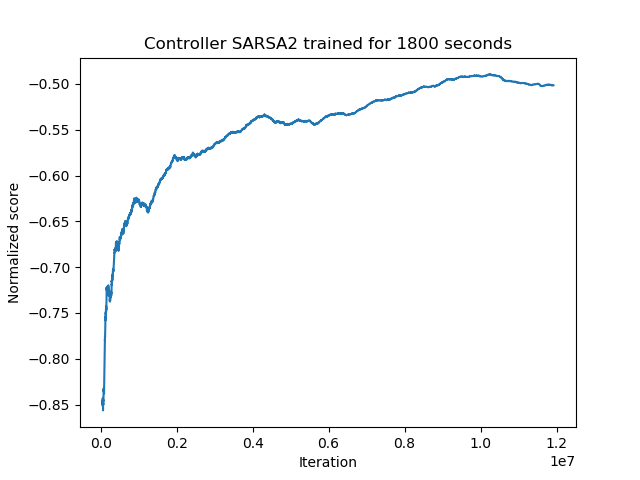 Controller SARSA2 trained for 1800 seconds
Normalized score
−0.50
−0.55
−0.60
−0.65
−0.70
−0.75
−0.80
−0.85
0.0 0.2 0.4 0.6 0.8 1.0 1.2
1e7
Iteration